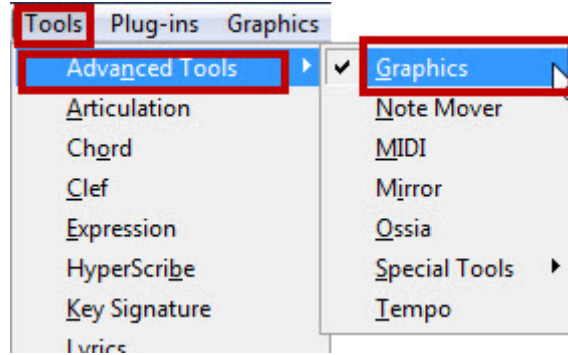 Tools Plug-ins Graphics
Advanced Tools
Articulation
Chord
Clef
Expression
HyperScribe
Key Signature
Lyrics
Graphics
Note Mover
MIDI
Mirror
Ossia
Special Tools
Tempo